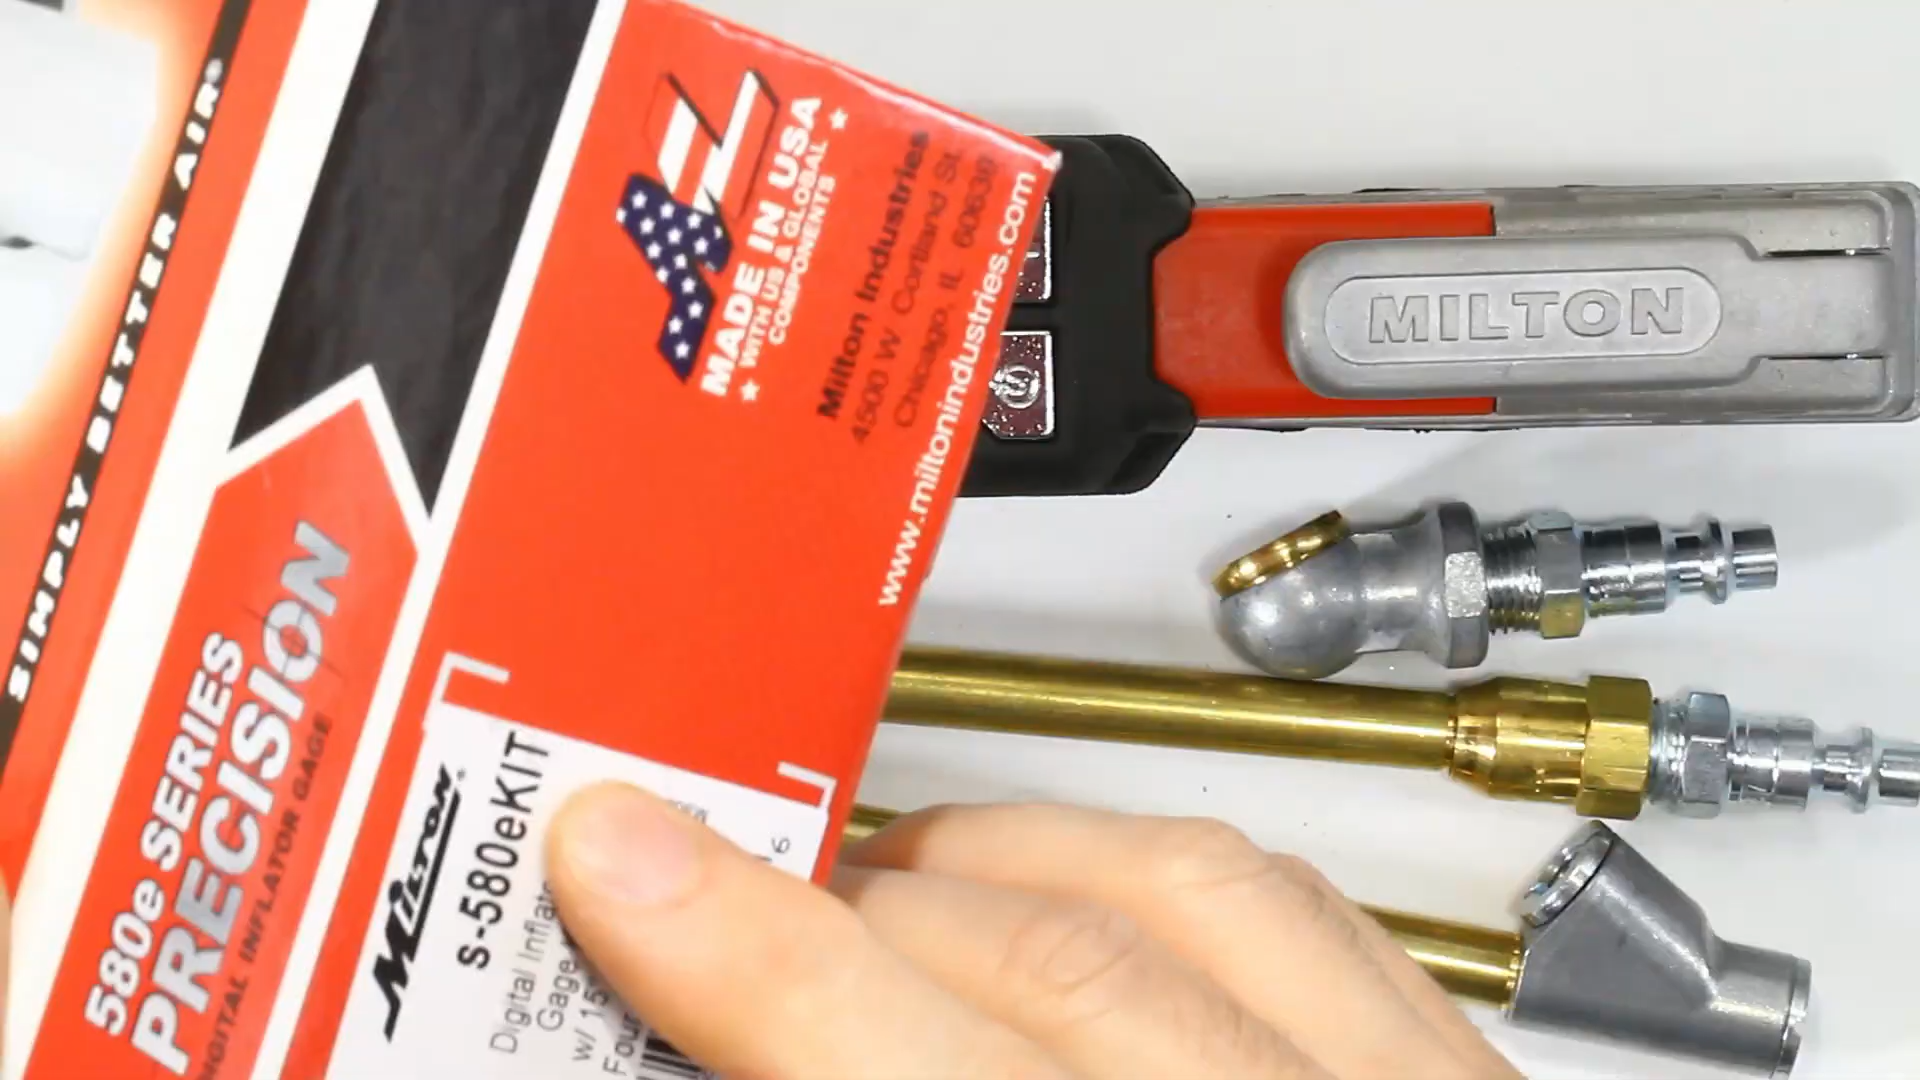 SIMPLY BETTER AIR
580e SERIES
PRECISION
DIGITAL INFLATOR GAGE
MADE IN USA
WITH US & GLOBAL
COMPONENTS
Milton Industries
4500 W Cortland St.
Chicago, IL 60639
www.miltonindustries.com
MILTON
s-580eKIT
Digital
Gage
w/ 15
MILTON